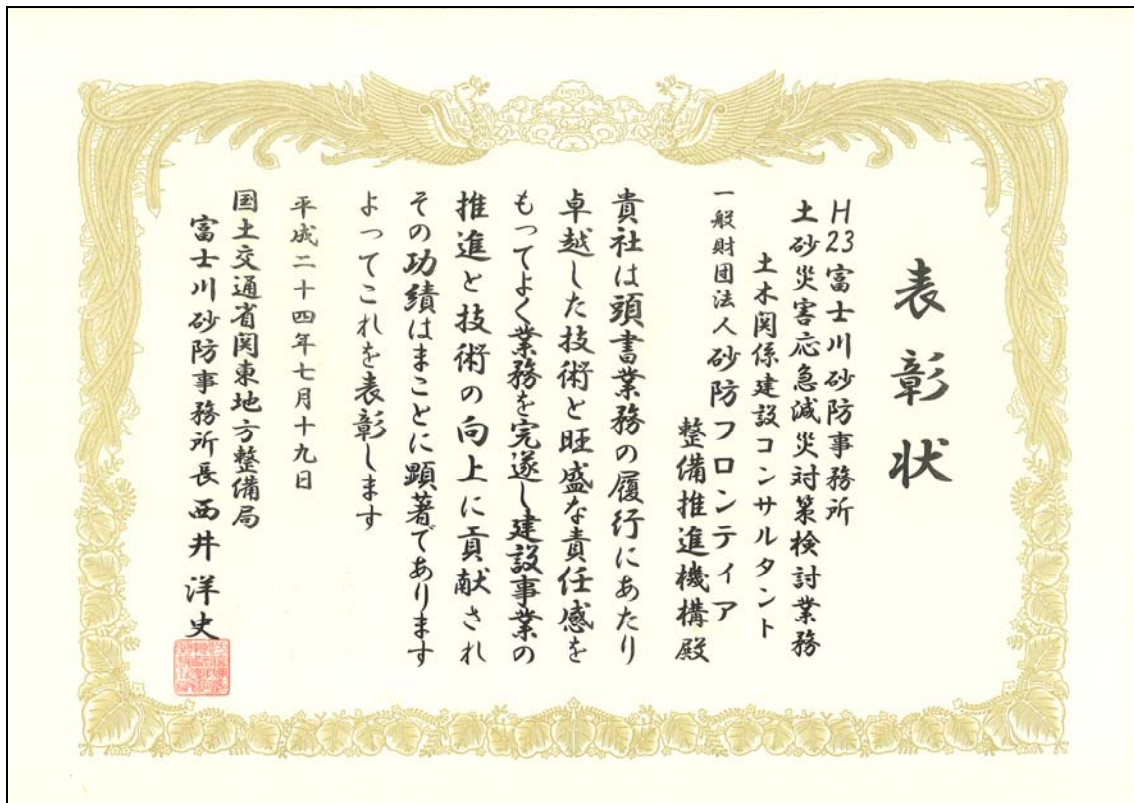 表彰状
H23富士川砂防事務所
土砂災害応急減災対策検討業務
土木関係建設コンサルタント
一般財団法人砂防フロンティア
整備推進機構殿
貴社は頭書業務の履行にあたり
卓越した技術と旺盛な責任感を
もってよく業務を完遂し建設事業の
推進と技術の向上に貢献され
その功績はまことに顕著であります
よってこれを表彰します
平成二十四年七月十九日
国土交通省関東地方整備局
富士川砂防事務所長西井洋史